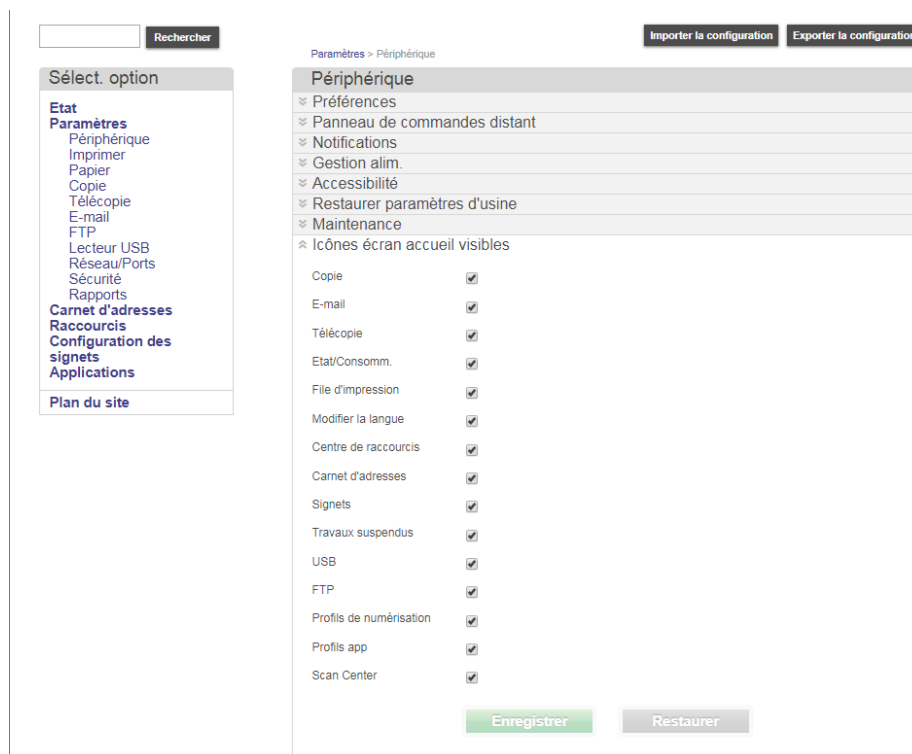 Rechercher
Importer la configuration
Exporter la configuration
Paramètres > Périphérique
Sélect. option
Etat
Paramètres
Périphérique
Imprimer
Papier
Copie
Télécopie
E-mail
FTP
Lecteur USB
Réseau/Ports
Sécurité
Rapports
Carnet d'adresses
Raccourcis
Configuration des
signets
Applications
Plan du site
Périphérique
Préférences
Panneau de commandes distant
Notifications
Gestion alim.
Accessibilité
Restaurer paramètres d'usine
Maintenance
Icônes écran accueil visibles
Copie
E-mail
Télécopie
Etat/Consomm.
File d'impression
Modifier la langue
Centre de raccourcis
Carnet d'adresses
Signets
Travaux suspendus
USB
FTP
Profils de numérisation
Profils app
Scan Center
Enregistrer
Restaurer